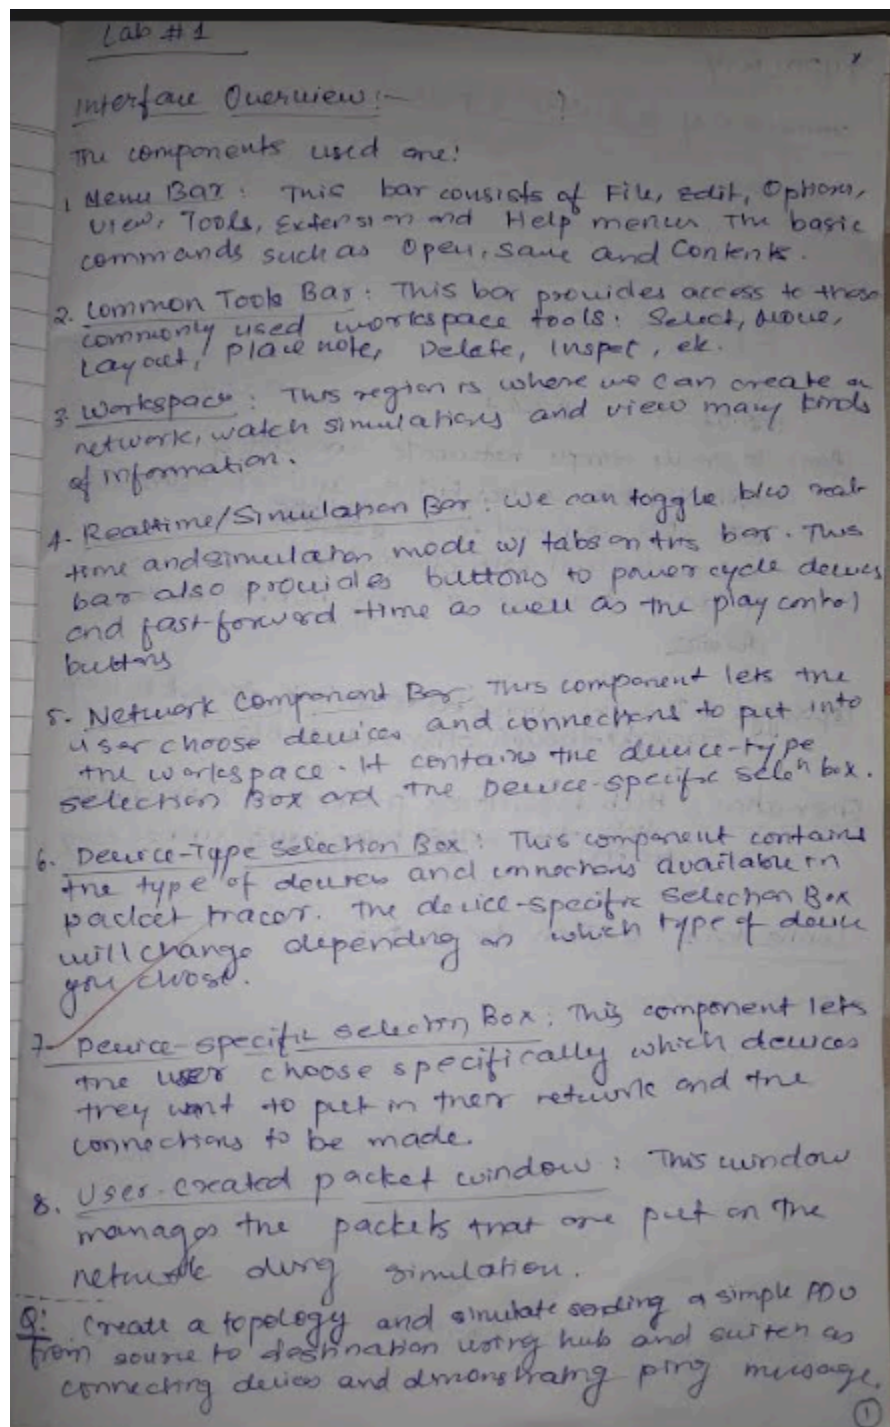 Lab #1
Interface Overview:-
The components used are:
1. Menu Bar: This bar consists of File, Edit, Options,
View, Tools, Extension and Help menus. The basic
commands such as Open, Save and Contents.
2. Common Tools Bar: This bar provides access to these
commonly used workspace tools: Select, Move,
Layout, Place note, Delete, Inspect, etc.
3. Workspace: This region is where we can create a
network, watch simulations and view many kinds
of information.
4. Realtime/Simulation Bar: We can toggle b/w real-
time and simulation mode w/ tabs on this bar. This
bar also provides buttons to power cycle devices
and fast-forward time as well as the play control
buttons
5. Network Component Bar: This component lets the
user choose devices and connections to put into
the workspace. It contains the device-type
selection Box and the Device-specific selcn box.
6. Device-Type Selection Box: This component contains
the type of devices and connections available in
packet tracer. The device-specific Selection Box
will change depending on which type of device
you chose.
7. Device-specific selection Box: This component lets
the user choose specifically which devices
they want to put in their network and the
connections to be made.
8. User-Created packet window: This window
manages the packets that are put on the
network during simulation.
Q: Create a topology and simulate sending a simple PDU
from source to destination using hub and switch as
connecting devices and demonstrating ping message.
1